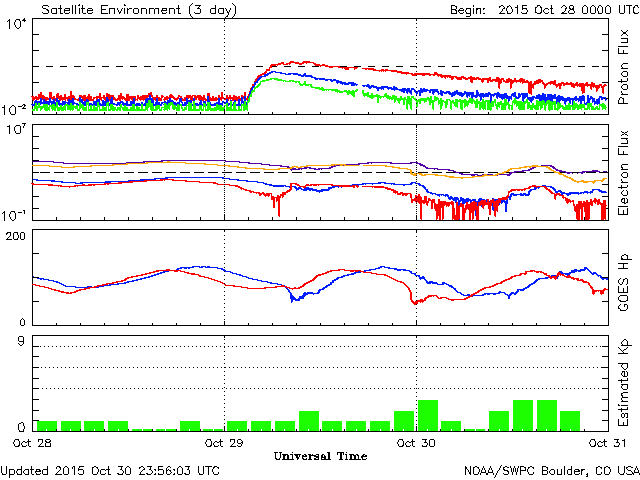 Satellite Environment (3 day) Begin: 2015 Oct 28 0000 UTC
10^4
10^-2
Proton Flux
10^7
10^-1
Electron Flux
200
0
GOES Hp
9
0
Estimated Kp
Oct 28 Oct 29 Oct 30 Oct 31
Universal Time
Updated 2015 Oct 30 23:56:03 UTC NOAA/SWPC Boulder, CO USA